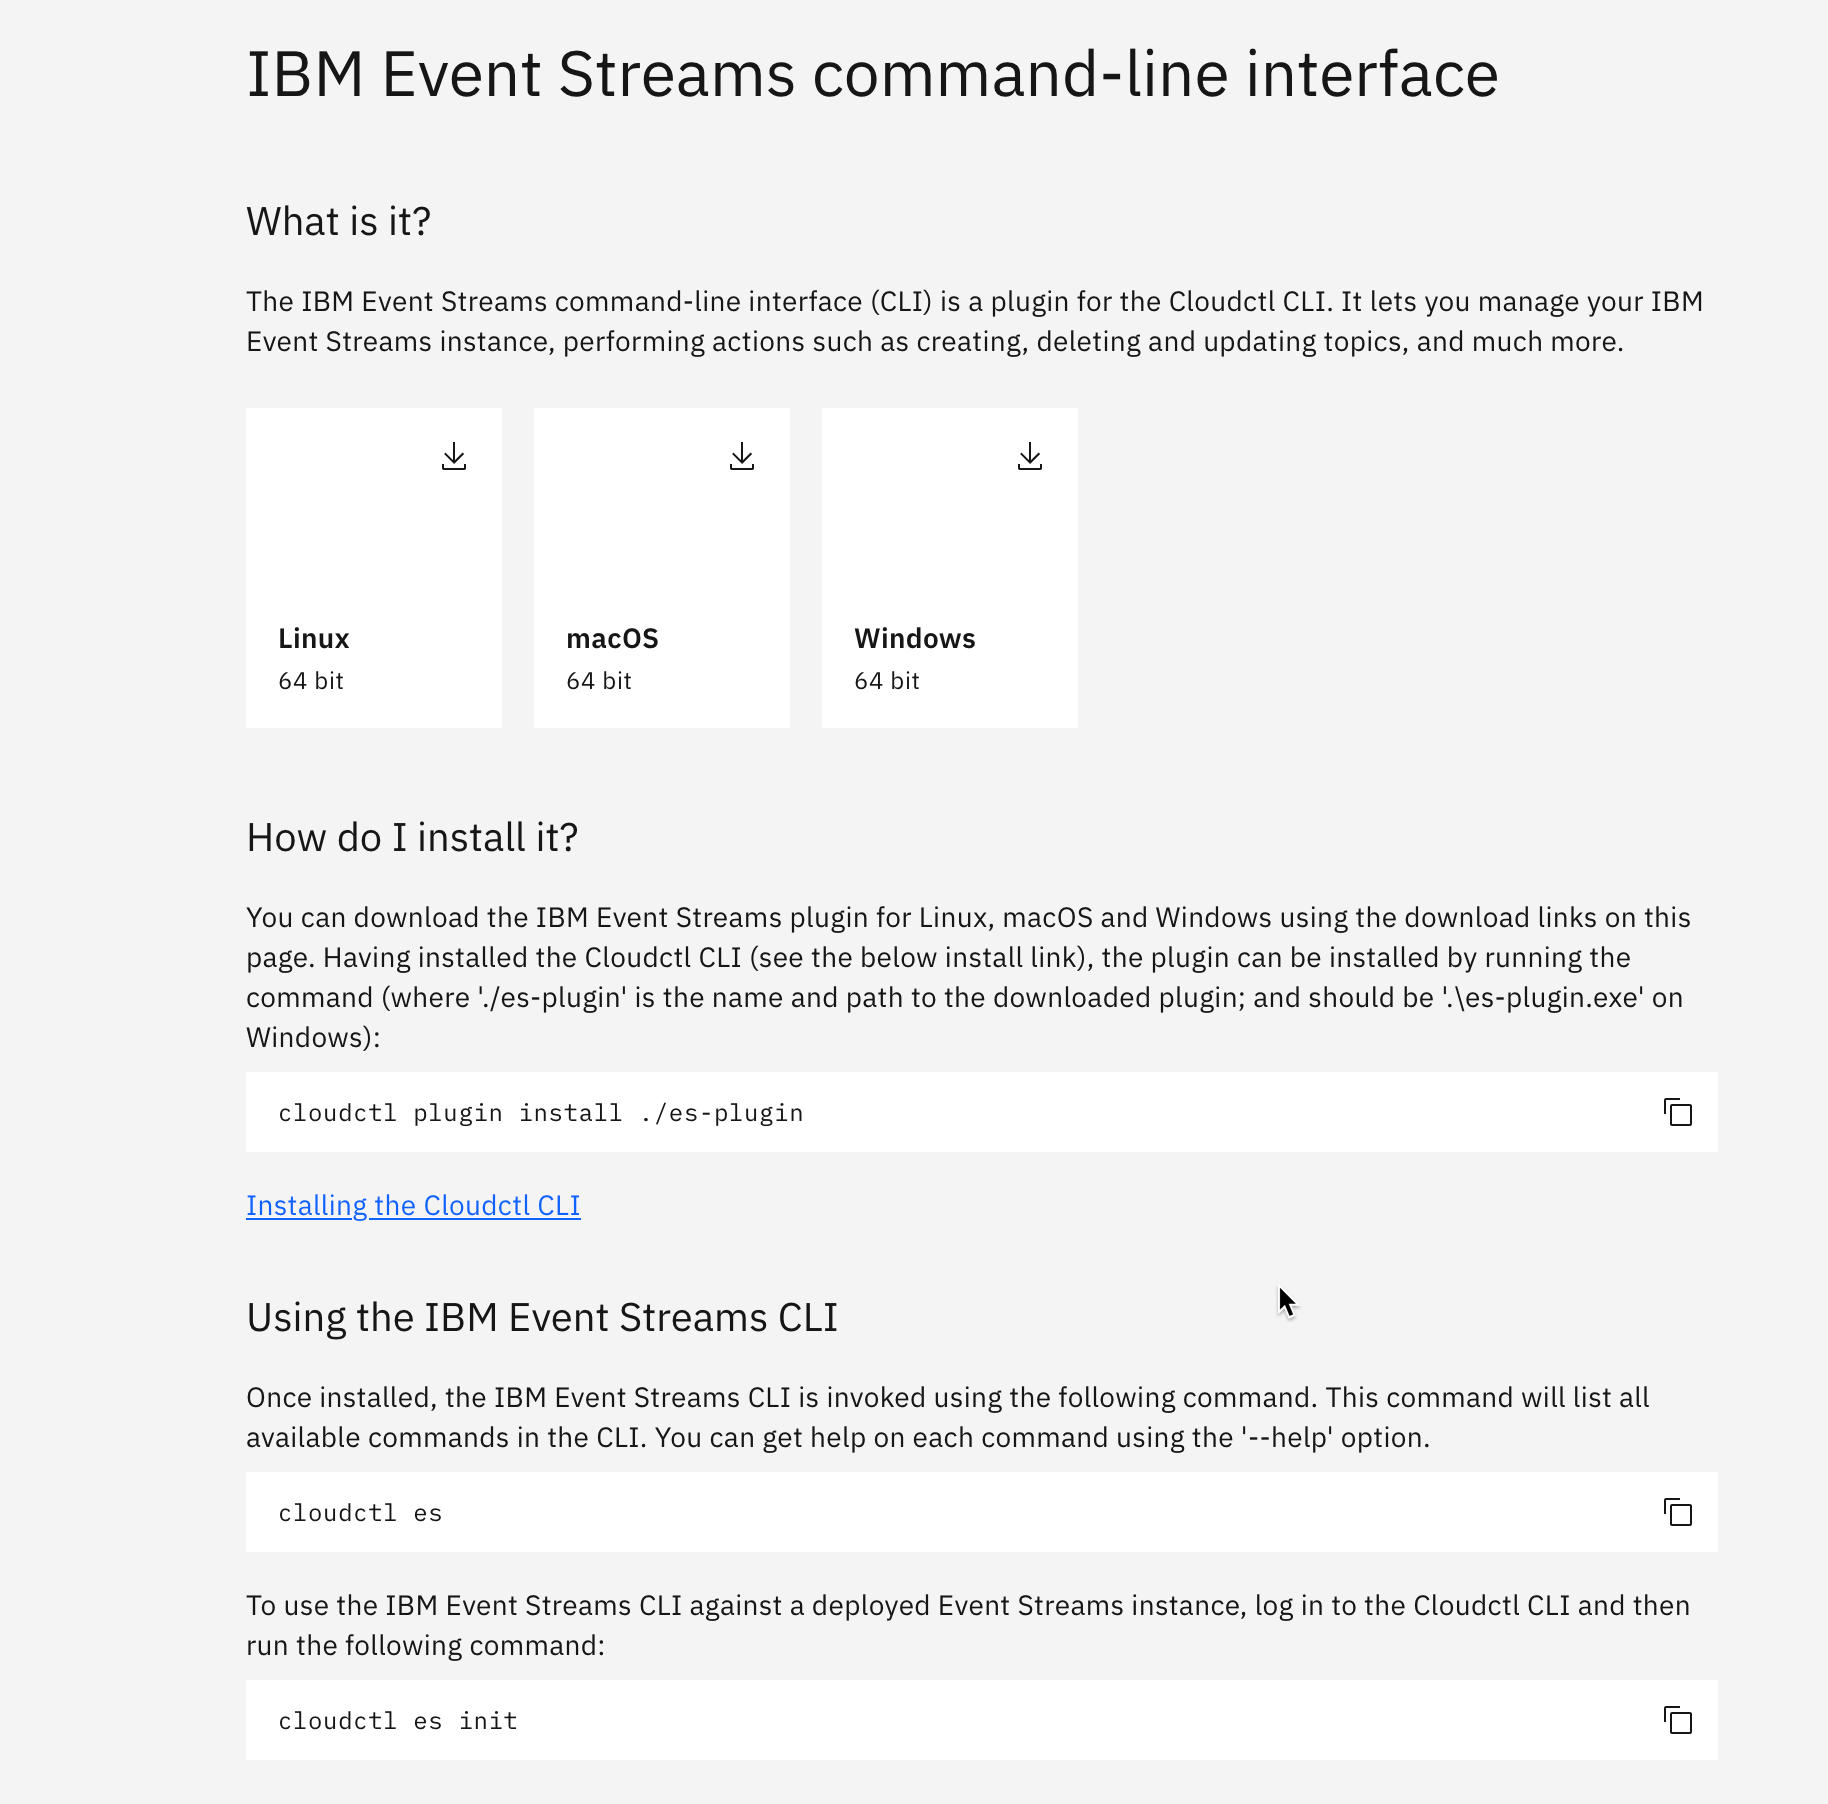 IBM Event Streams command-line interface
What is it?
The IBM Event Streams command-line interface (CLI) is a plugin for the Cloudctl CLI. It lets you manage your IBM
Event Streams instance, performing actions such as creating, deleting and updating topics, and much more.
Linux
64 bit
macOS
64 bit
Windows
64 bit
How do I install it?
You can download the IBM Event Streams plugin for Linux, macOS and Windows using the download links on this
page. Having installed the Cloudctl CLI (see the below install link), the plugin can be installed by running the
command (where './es-plugin' is the name and path to the downloaded plugin; and should be '.\es-plugin.exe' on
Windows):
cloudctl plugin install ./es-plugin
Installing the Cloudctl CLI
Using the IBM Event Streams CLI
Once installed, the IBM Event Streams CLI is invoked using the following command. This command will list all
available commands in the CLI. You can get help on each command using the '--help' option.
cloudctl es
To use the IBM Event Streams CLI against a deployed Event Streams instance, log in to the Cloudctl CLI and then
run the following command:
cloudctl es init